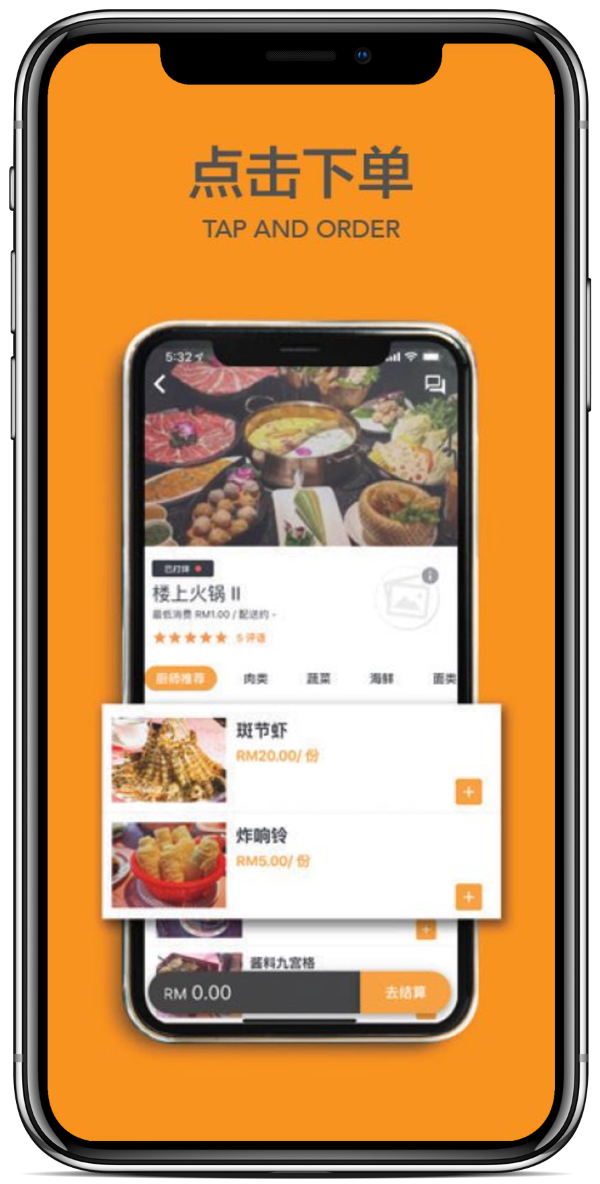 点击下单
TAP AND ORDER
5:32
已打烊
楼上火锅 II
最低消费 RM1.00 / 配送约 -
5 评语
厨师推荐 肉类 蔬菜 海鲜 面类
斑节虾
RM20.00/ 份
炸响铃
RM5.00/ 份
酱料九宫格
RM 0.00 去结算